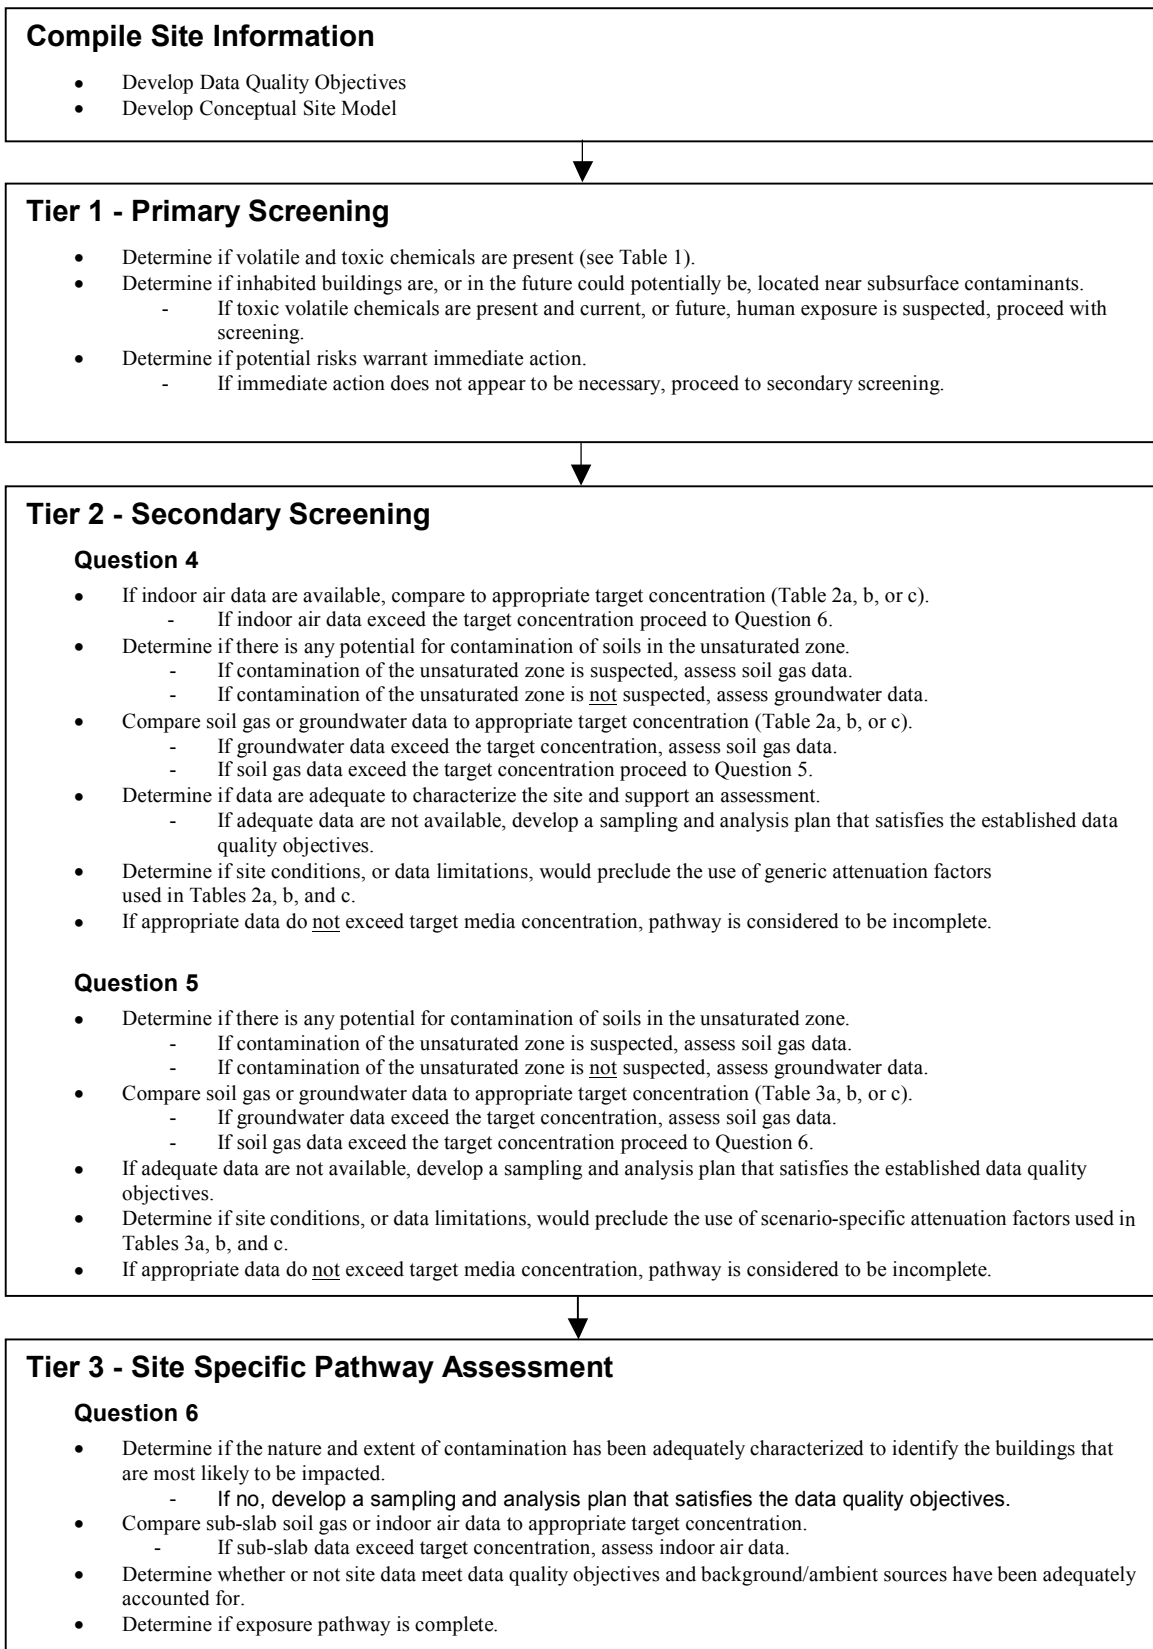 Compile Site Information
• Develop Data Quality Objectives
• Develop Conceptual Site Model
Tier 1 - Primary Screening
• Determine if volatile and toxic chemicals are present (see Table 1).
• Determine if inhabited buildings are, or in the future could potentially be, located near subsurface contaminants.
- If toxic volatile chemicals are present and current, or future, human exposure is suspected, proceed with
screening.
• Determine if potential risks warrant immediate action.
- If immediate action does not appear to be necessary, proceed to secondary screening.
Tier 2 - Secondary Screening
Question 4
• If indoor air data are available, compare to appropriate target concentration (Table 2a, b, or c).
- If indoor air data exceed the target concentration proceed to Question 6.
• Determine if there is any potential for contamination of soils in the unsaturated zone.
- If contamination of the unsaturated zone is suspected, assess soil gas data.
- If contamination of the unsaturated zone is not suspected, assess groundwater data.
• Compare soil gas or groundwater data to appropriate target concentration (Table 2a, b, or c).
- If groundwater data exceed the target concentration, assess soil gas data.
- If soil gas data exceed the target concentration proceed to Question 5.
• Determine if data are adequate to characterize the site and support an assessment.
- If adequate data are not available, develop a sampling and analysis plan that satisfies the established data
quality objectives.
• Determine if site conditions, or data limitations, would preclude the use of generic attenuation factors
used in Tables 2a, b, and c.
• If appropriate data do not exceed target media concentration, pathway is considered to be incomplete.
Question 5
• Determine if there is any potential for contamination of soils in the unsaturated zone.
- If contamination of the unsaturated zone is suspected, assess soil gas data.
- If contamination of the unsaturated zone is not suspected, assess groundwater data.
• Compare soil gas or groundwater data to appropriate target concentration (Table 3a, b, or c).
- If groundwater data exceed the target concentration, assess soil gas data.
- If soil gas data exceed the target concentration proceed to Question 6.
• If adequate data are not available, develop a sampling and analysis plan that satisfies the established data quality
objectives.
• Determine if site conditions, or data limitations, would preclude the use of scenario-specific attenuation factors used in
Tables 3a, b, and c.
• If appropriate data do not exceed target media concentration, pathway is considered to be incomplete.
Tier 3 - Site Specific Pathway Assessment
Question 6
• Determine if the nature and extent of contamination has been adequately characterized to identify the buildings that
are most likely to be impacted.
- If no, develop a sampling and analysis plan that satisfies the data quality objectives.
• Compare sub-slab soil gas or indoor air data to appropriate target concentration.
- If sub-slab data exceed target concentration, assess indoor air data.
• Determine whether or not site data meet data quality objectives and background/ambient sources have been adequately
accounted for.
• Determine if exposure pathway is complete.